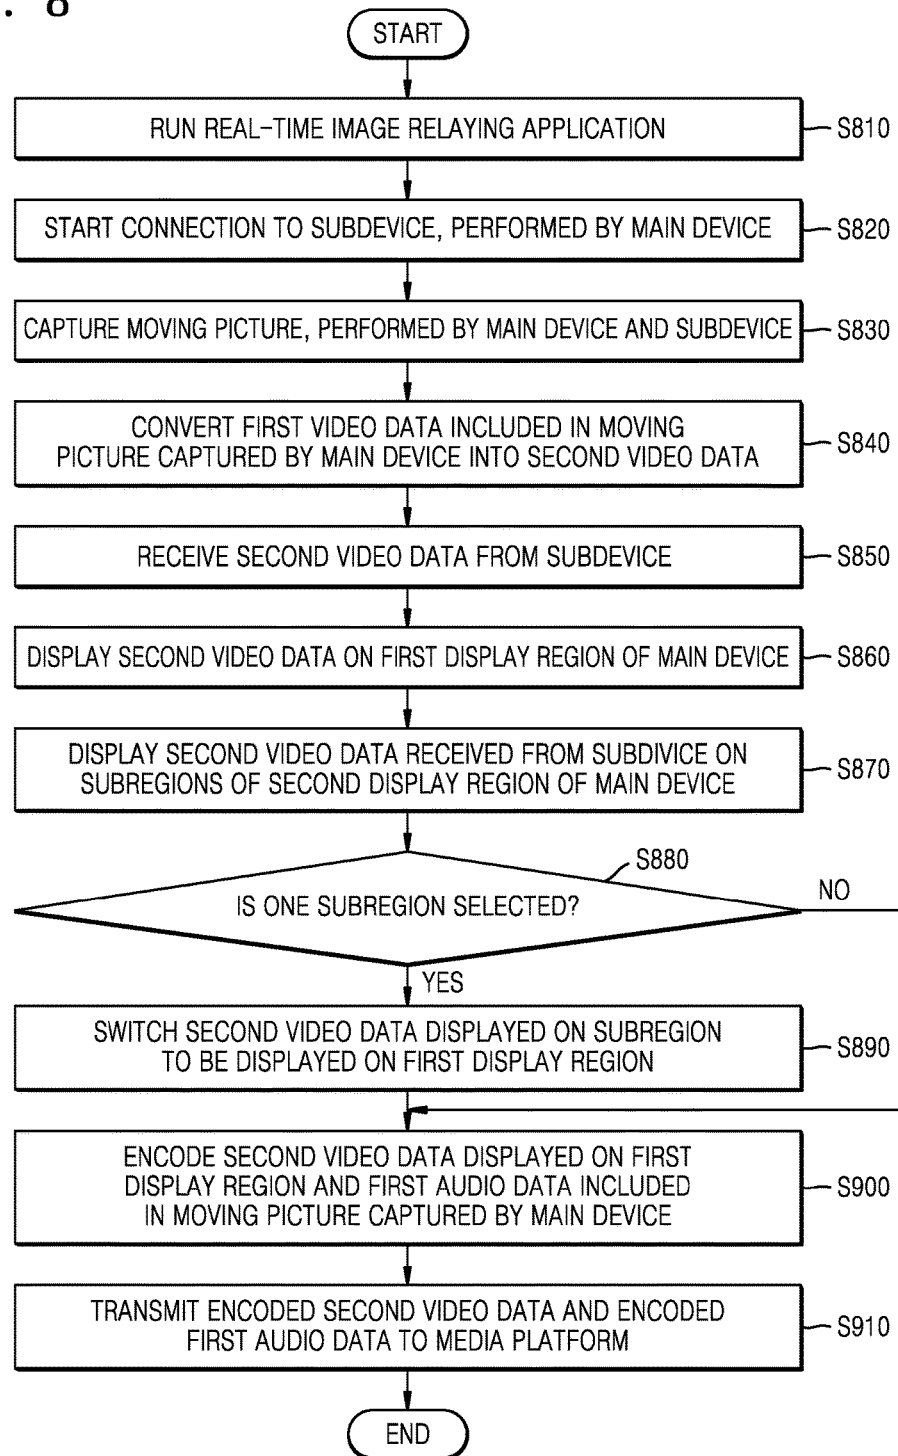 . 8
START
RUN REAL-TIME IMAGE RELAYING APPLICATION
S810
START CONNECTION TO SUBDEVICE, PERFORMED BY MAIN DEVICE
S820
CAPTURE MOVING PICTURE, PERFORMED BY MAIN DEVICE AND SUBDEVICE
S830
CONVERT FIRST VIDEO DATA INCLUDED IN MOVING
PICTURE CAPTURED BY MAIN DEVICE INTO SECOND VIDEO DATA
S840
RECEIVE SECOND VIDEO DATA FROM SUBDEVICE
S850
DISPLAY SECOND VIDEO DATA ON FIRST DISPLAY REGION OF MAIN DEVICE
S860
DISPLAY SECOND VIDEO DATA RECEIVED FROM SUBDIVICE ON
SUBREGIONS OF SECOND DISPLAY REGION OF MAIN DEVICE
S870
S880
IS ONE SUBREGION SELECTED?
NO
YES
SWITCH SECOND VIDEO DATA DISPLAYED ON SUBREGION
TO BE DISPLAYED ON FIRST DISPLAY REGION
S890
ENCODE SECOND VIDEO DATA DISPLAYED ON FIRST
DISPLAY REGION AND FIRST AUDIO DATA INCLUDED
IN MOVING PICTURE CAPTURED BY MAIN DEVICE
S900
TRANSMIT ENCODED SECOND VIDEO DATA AND ENCODED
FIRST AUDIO DATA TO MEDIA PLATFORM
S910
END